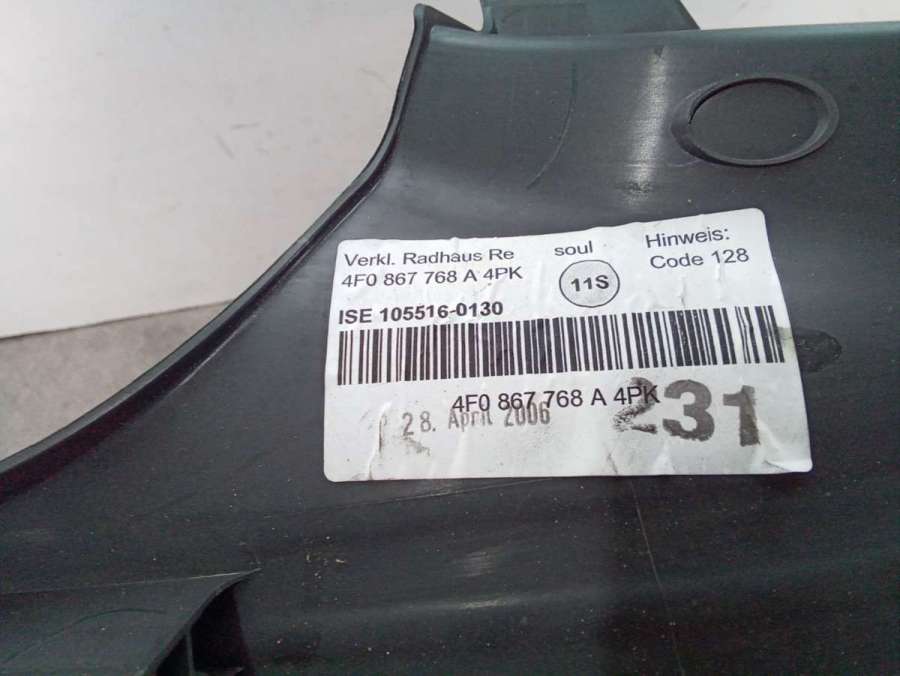 Verkl. Radhaus Re soul Hinweis:
4F0 867 768 A 4PK 11S Code 128
ISE 105516-0130
4F0 867 768 A 4PK
28. April 2006 231